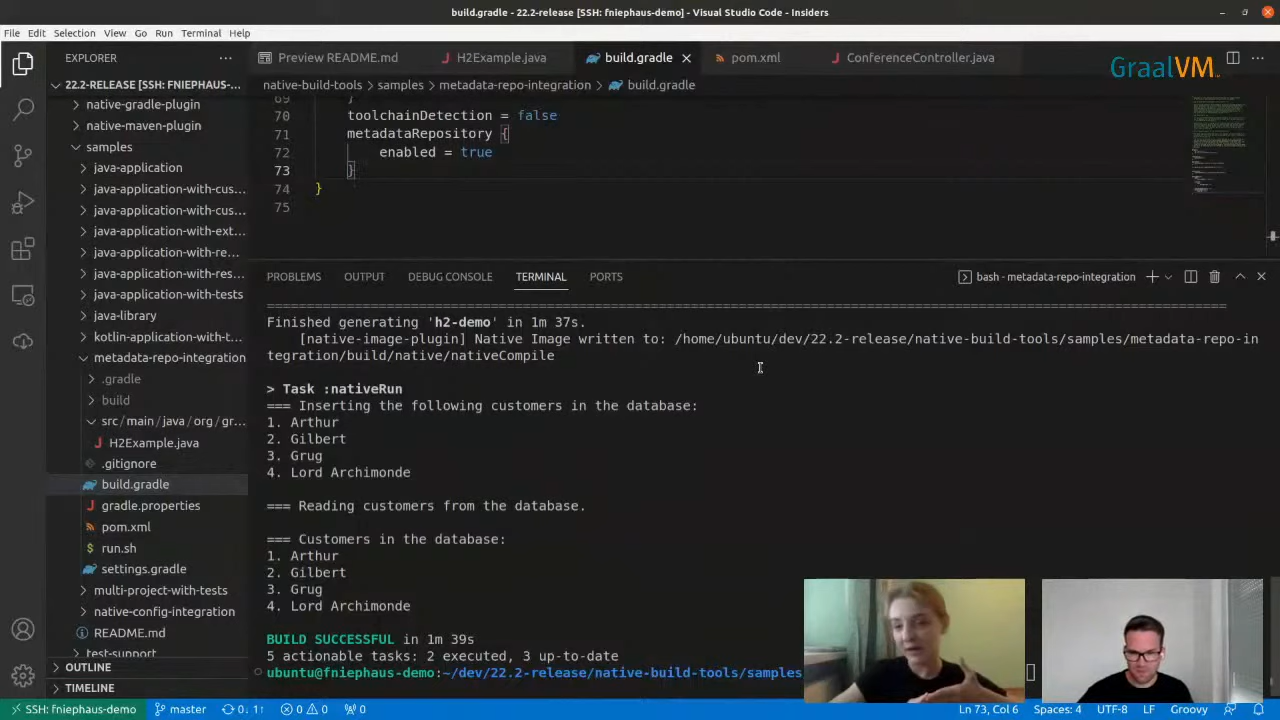 build.gradle - 22.2-release [SSH: fniephaus-demo] - Visual Studio Code - Insiders
File Edit Selection View Go Run Terminal Help
EXPLORER
Preview README.md
H2Example.java
build.gradle
pom.xml
ConferenceController.java
GraalVM
22.2-RELEASE [SSH: FNIEPHAUS-...
native-build-tools > samples > metadata-repo-integration > build.gradle
native-gradle-plugin
native-maven-plugin
samples
java-application
java-application-with-cus...
java-application-with-cus...
java-application-with-ext...
java-application-with-re...
java-application-with-res...
java-application-with-tests
java-library
kotlin-application-with-t...
metadata-repo-integration
.gradle
build
src/main/java/org/gr...
H2Example.java
.gitignore
build.gradle
gradle.properties
pom.xml
run.sh
settings.gradle
multi-project-with-tests
native-config-integration
README.md
test-support
OUTLINE
TIMELINE
69 }
70 toolchainDetection = false
71 metadataRepository {
72 enabled = true
73 }
74 }
75
PROBLEMS OUTPUT DEBUG CONSOLE TERMINAL PORTS
bash - metadata-repo-integration
Finished generating 'h2-demo' in 1m 37s.
[native-image-plugin] Native Image written to: /home/ubuntu/dev/22.2-release/native-build-tools/samples/metadata-repo-in
tegration/build/native/nativeCompile
> Task :nativeRun
=== Inserting the following customers in the database:
1. Arthur
2. Gilbert
3. Grug
4. Lord Archimonde
=== Reading customers from the database.
=== Customers in the database:
1. Arthur
2. Gilbert
3. Grug
4. Lord Archimonde
BUILD SUCCESSFUL in 1m 39s
5 actionable tasks: 2 executed, 3 up-to-date
ubuntu@fniephaus-demo:~/dev/22.2-release/native-build-tools/samples
SSH: fniephaus-demo
master
0↓ 1↑
0 0
0
Ln 73, Col 6
Spaces: 4
UTF-8
LF
Groovy